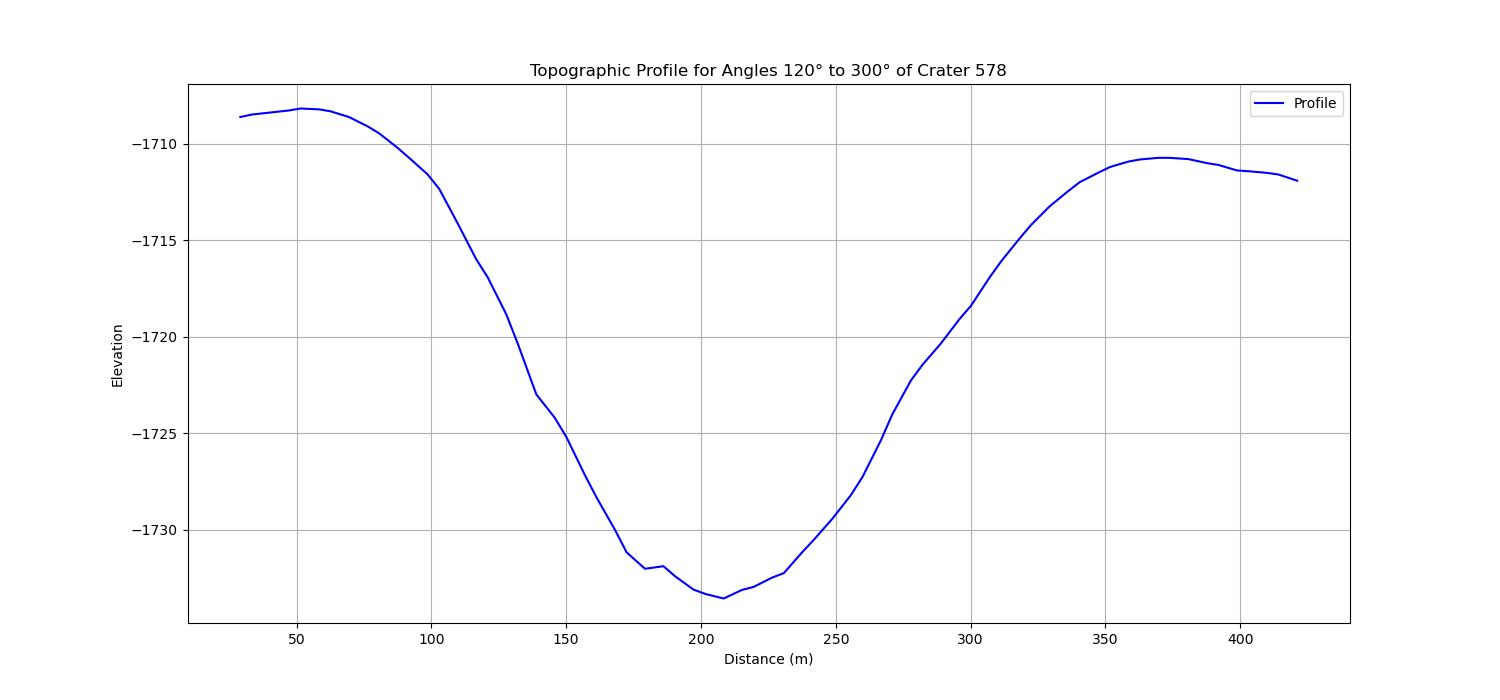 Topographic Profile for Angles 120° to 300° of Crater 578
Profile
−1710
−1715
−1720
−1725
−1730
Elevation
50 100 150 200 250 300 350 400
Distance (m)